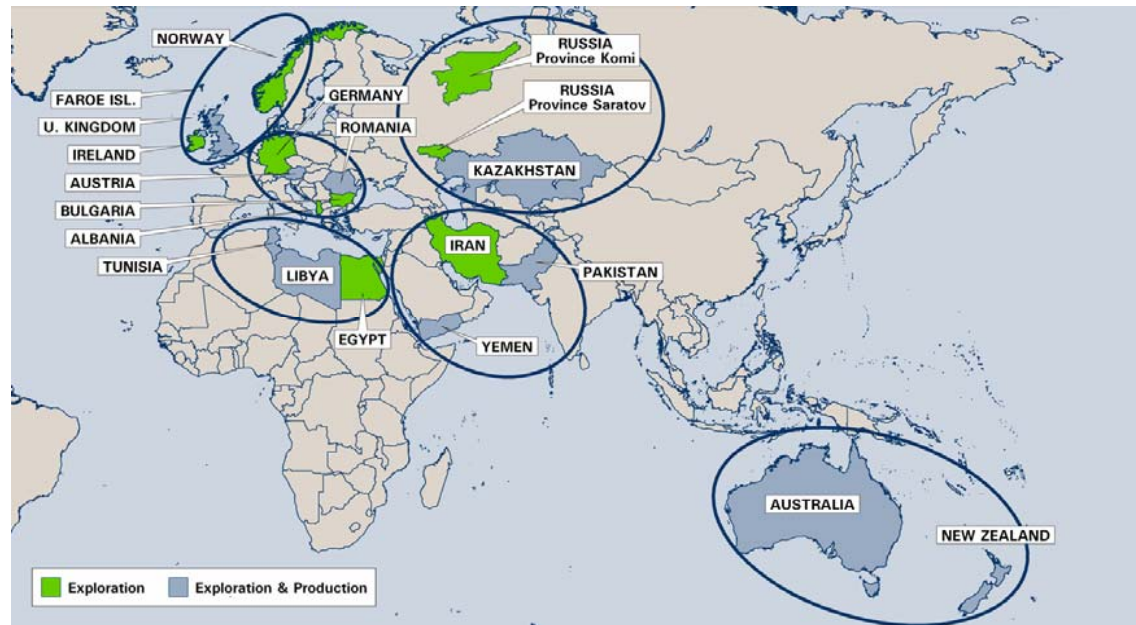 NORWAY
RUSSIA
Province Komi
FAROE ISL.
GERMANY
RUSSIA
Province Saratov
U. KINGDOM
ROMANIA
IRELAND
KAZAKHSTAN
AUSTRIA
BULGARIA
ALBANIA
IRAN
TUNISIA
LIBYA
PAKISTAN
EGYPT
YEMEN
AUSTRALIA
NEW ZEALAND
Exploration
Exploration & Production